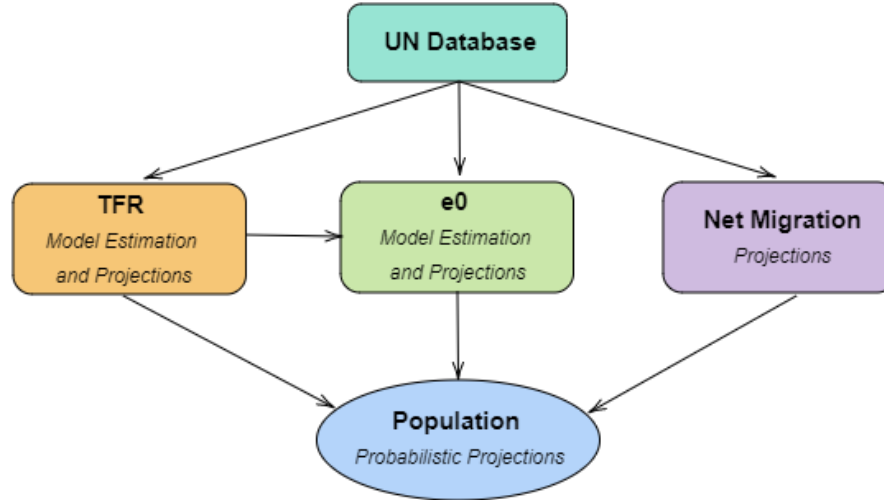 UN Database
TFR
Model Estimation
and Projections
e0
Model Estimation
and Projections
Net Migration
Projections
Population
Probabilistic Projections